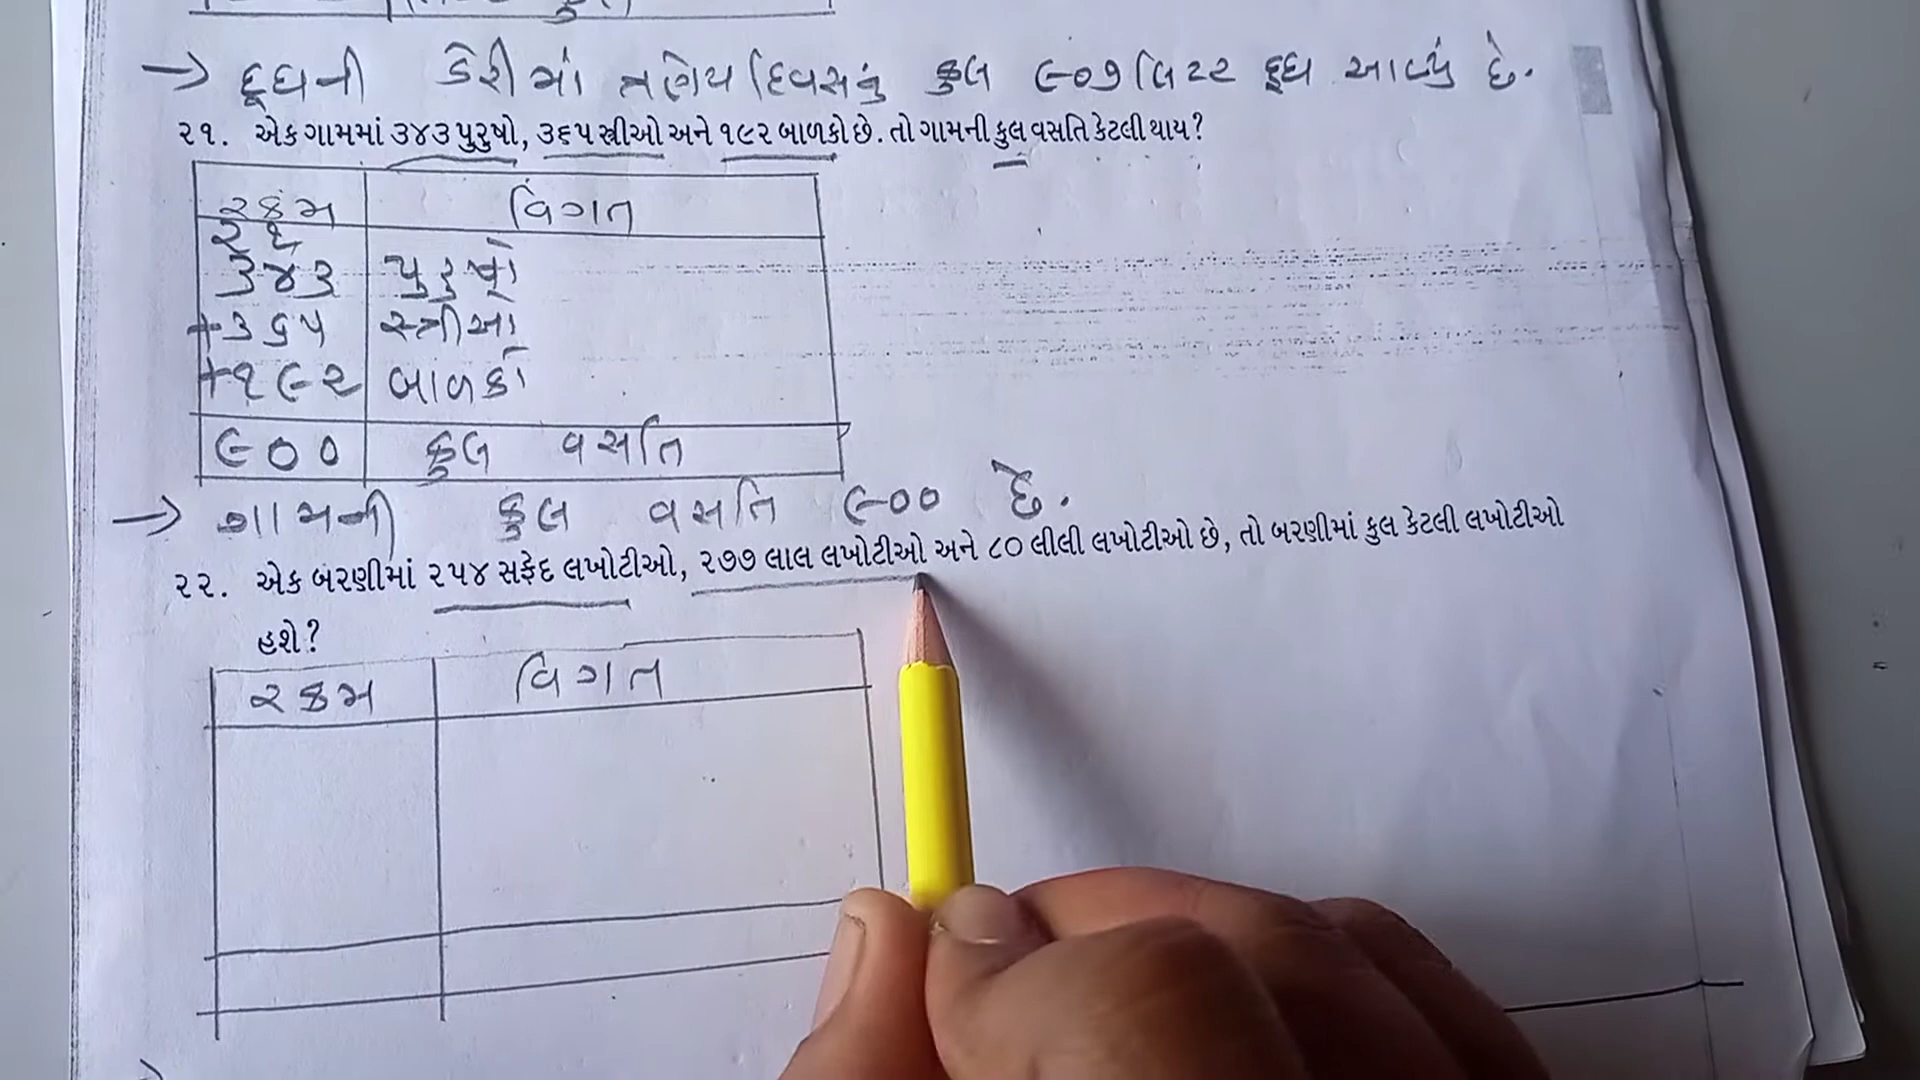 → દૂધની ડેરીમાં ત્રણેય દિવસનું કુલ ૯૦૧ લિટર દૂધ આવ્યું છે.
૨૧. એક ગામમાં ૩૪૩ પુરુષો, ૩૬૫ સ્ત્રીઓ અને ૧૯૨ બાળકો છે. તો ગામની કુલ વસતિ કેટલી થાય?
રકમ વિગત
૨૧
૩૪૩ પુરુષો
+૩૬૫ સ્ત્રીઓ
+૧૯૨ બાળકો
૯૦૦ કુલ વસતિ
→ ગામની કુલ વસતિ ૯૦૦ છે.
૨૨. એક બરણીમાં ૨૫૪ સફેદ લખોટીઓ, ૨૭૭ લાલ લખોટીઓ અને ૮૦ લીલી લખોટીઓ છે, તો બરણીમાં કુલ કેટલી લખોટીઓ
હશે?
રકમ વિગત